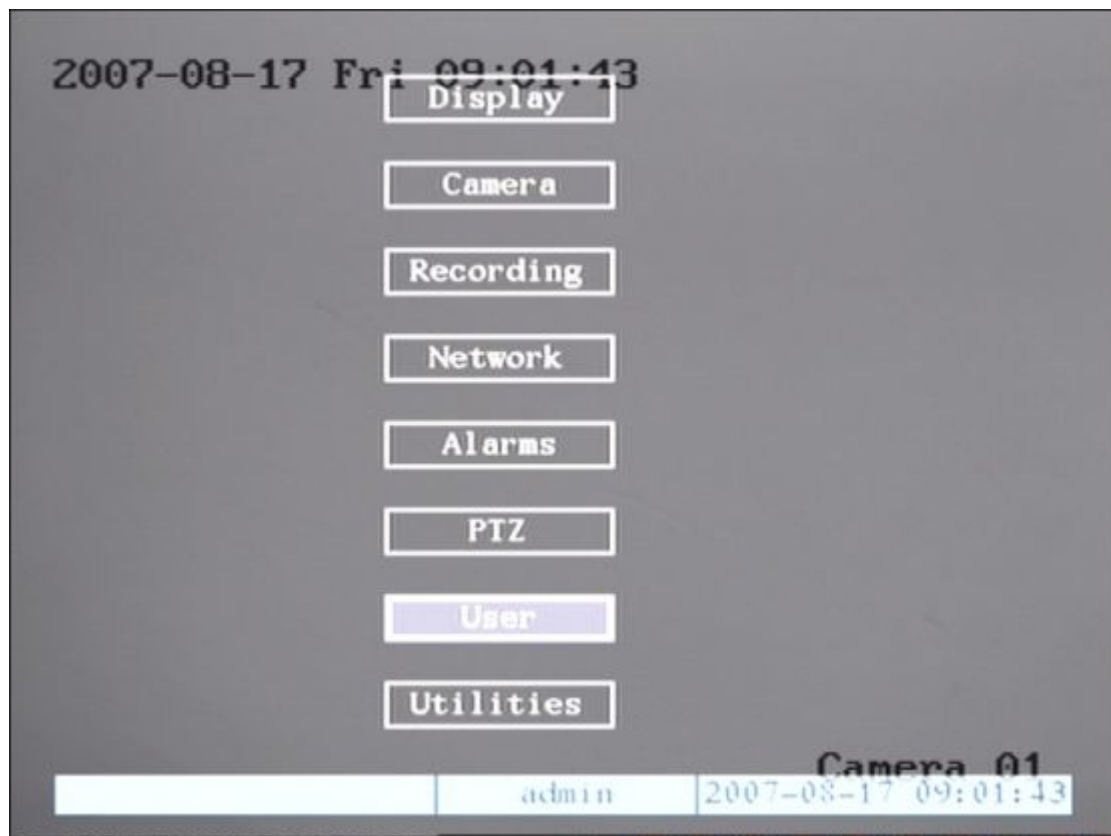 2007-08-17 Fri 09:01:43
Display
Camera
Recording
Network
Alarms
PTZ
User
Utilities
Camera 01
admin 2007-08-17 09:01:43